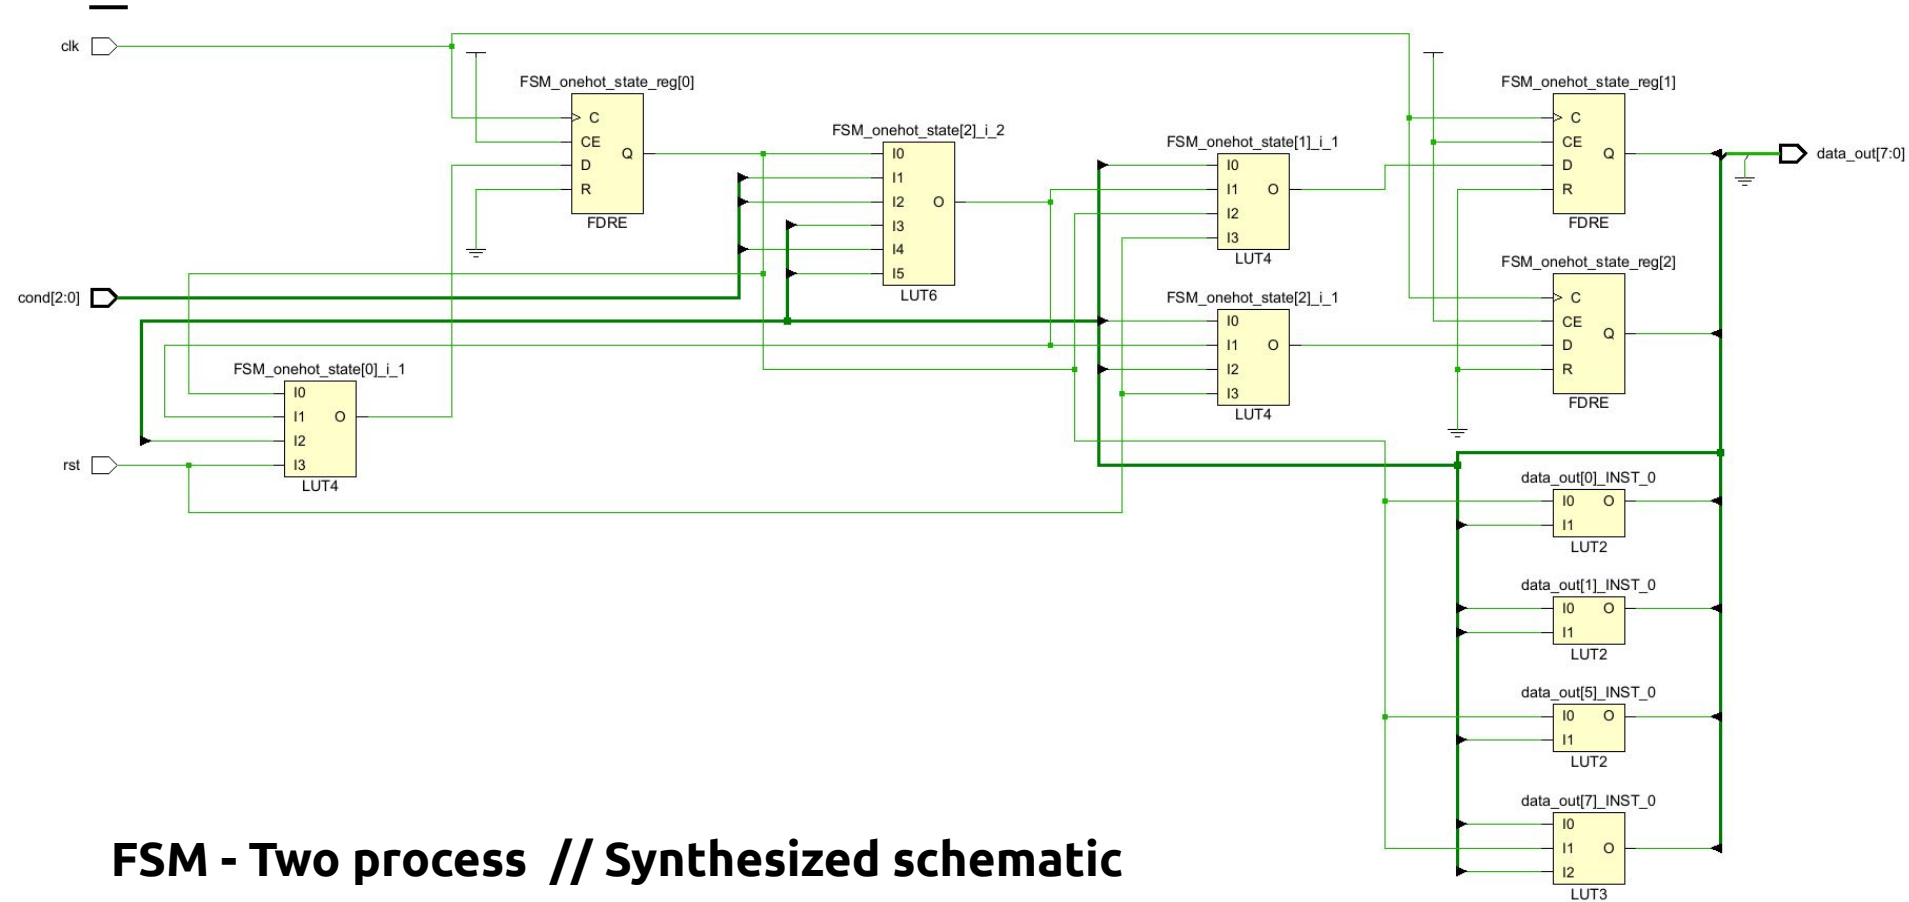 clk
FSM_onehot_state_reg[0]
C
CE
D
R
Q
FDRE
FSM_onehot_state[2]_i_2
I0
I1
I2
I3
I4
I5
O
LUT6
FSM_onehot_state[1]_i_1
I0
I1
I2
I3
O
LUT4
FSM_onehot_state_reg[1]
C
CE
D
R
Q
FDRE
data_out[7:0]
cond[2:0]
FSM_onehot_state[2]_i_1
I0
I1
I2
I3
O
LUT4
FSM_onehot_state_reg[2]
C
CE
D
R
Q
FDRE
FSM_onehot_state[0]_i_1
I0
I1
I2
I3
O
LUT4
rst
data_out[0]_INST_0
I0
I1
O
LUT2
data_out[1]_INST_0
I0
I1
O
LUT2
data_out[5]_INST_0
I0
I1
O
LUT2
data_out[7]_INST_0
I0
I1
I2
O
LUT3
FSM - Two process // Synthesized schematic